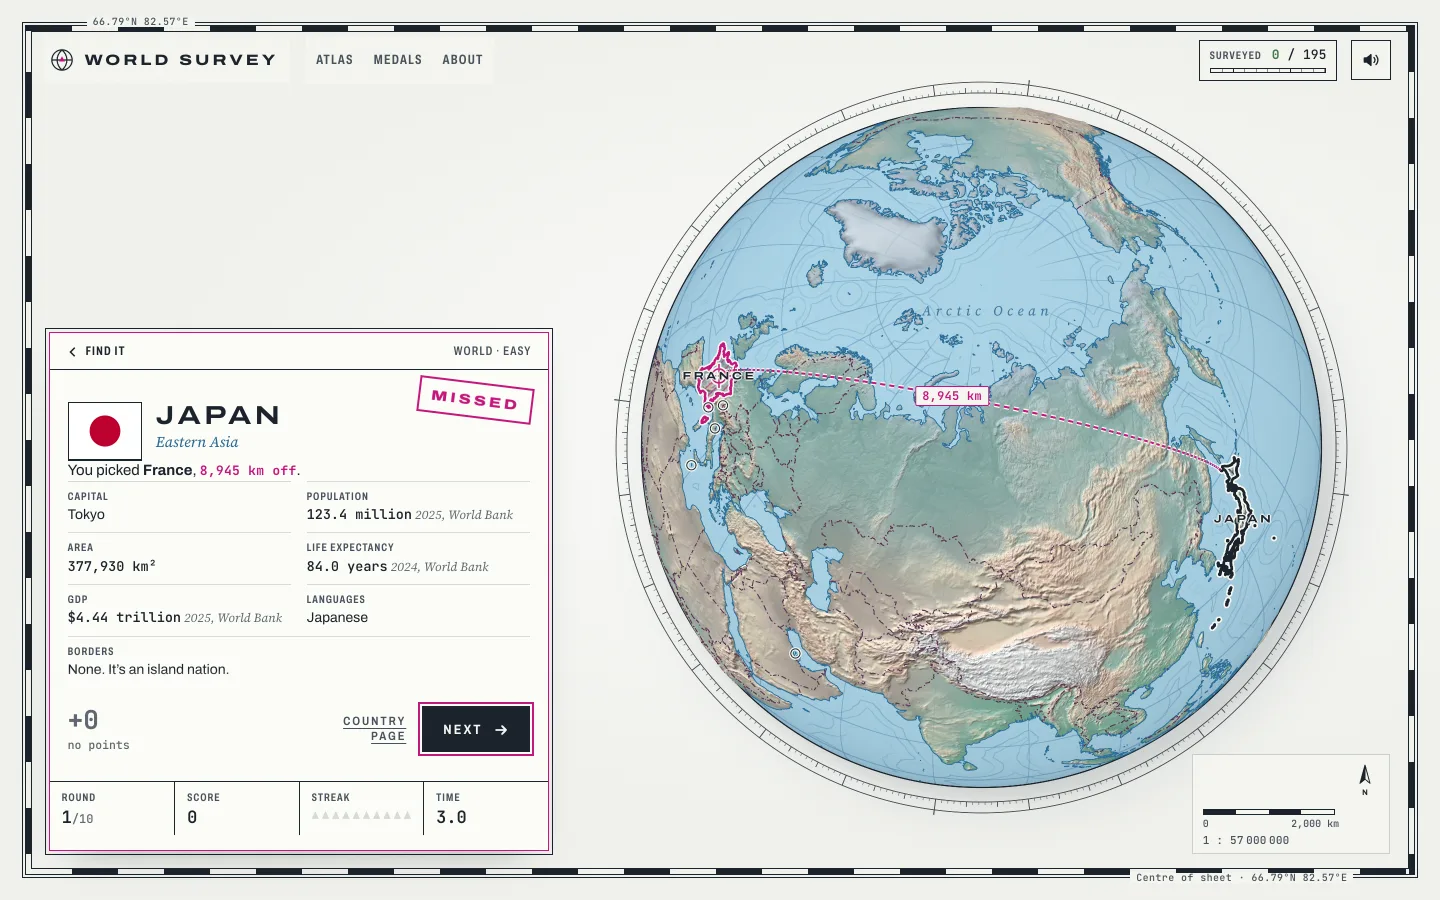 66.79°N 82.57°E
WORLD SURVEY
ATLAS MEDALS ABOUT
SURVEYED 0 / 195
FIND IT
WORLD · EASY
MISSED
JAPAN
Eastern Asia
You picked France, 8,945 km off.
CAPITAL
Tokyo
POPULATION
123.4 million 2025, World Bank
AREA
377,930 km²
LIFE EXPECTANCY
84.0 years 2024, World Bank
GDP
$4.44 trillion 2025, World Bank
LANGUAGES
Japanese
BORDERS
None. It’s an island nation.
+0
no points
COUNTRY
PAGE
NEXT →
ROUND
1/10
SCORE
0
STREAK
TIME
3.0
Arctic Ocean
FRANCE
8,945 km
JAPAN
N
0 2,000 km
1 : 57 000 000
Centre of sheet · 66.79°N 82.57°E